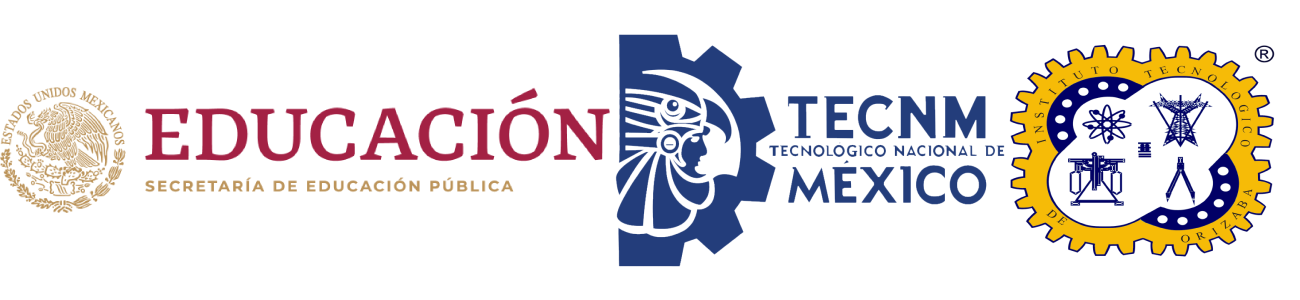 ESTADOS UNIDOS MEXICANOS
EDUCACIÓN
SECRETARÍA DE EDUCACIÓN PÚBLICA
TECNM
TECNOLOGICO NACIONAL DE
MÉXICO
INSTITUTO TECNOLOGICO
DE ORIZABA
®